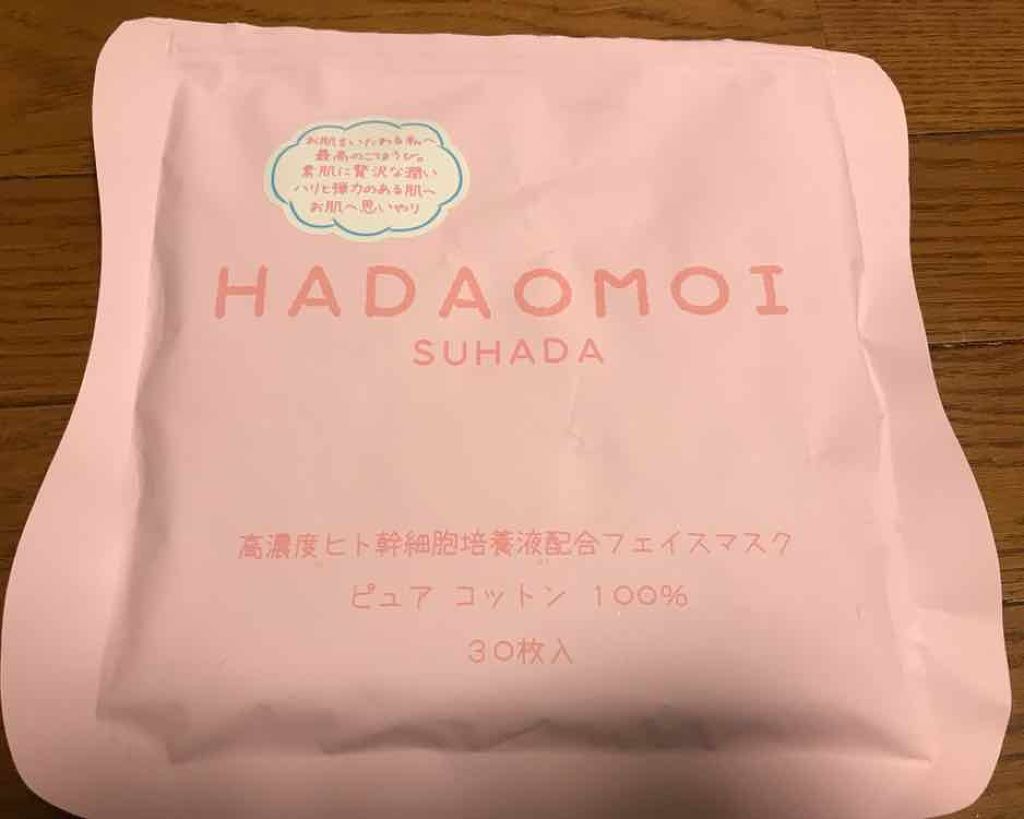 お肌をいたわる私へ
最高のごほうび。
素肌に贅沢な潤い
ハリと弾力のある肌へ
お肌へ思いやり
HADAOMOI
SUHADA
高濃度ヒト幹細胞培養液配合フェイスマスク
ピュア コットン 100%
30枚入